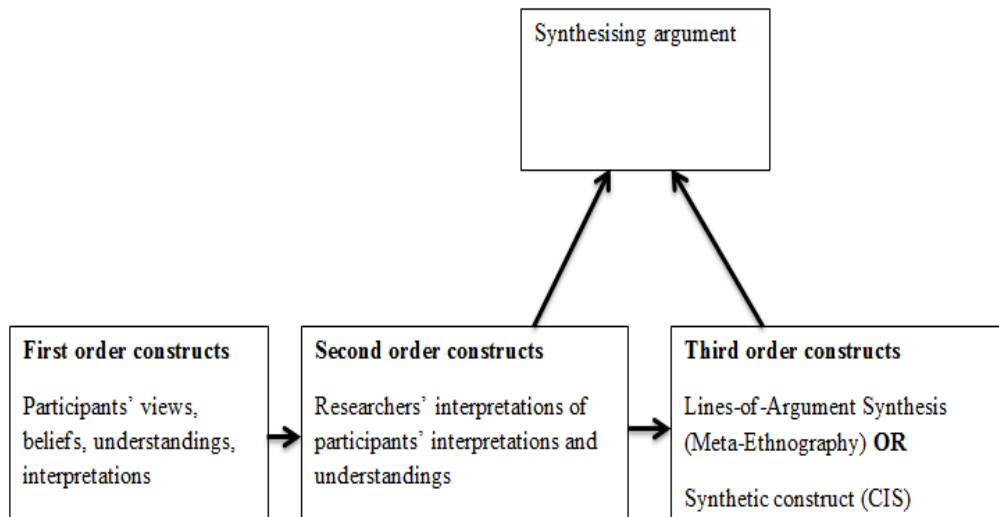 Synthesising argument
First order constructs
Participants’ views,
beliefs, understandings,
interpretations
Second order constructs
Researchers’ interpretations of
participants’ interpretations and
understandings
Third order constructs
Lines-of-Argument Synthesis
(Meta-Ethnography) OR
Synthetic construct (CIS)